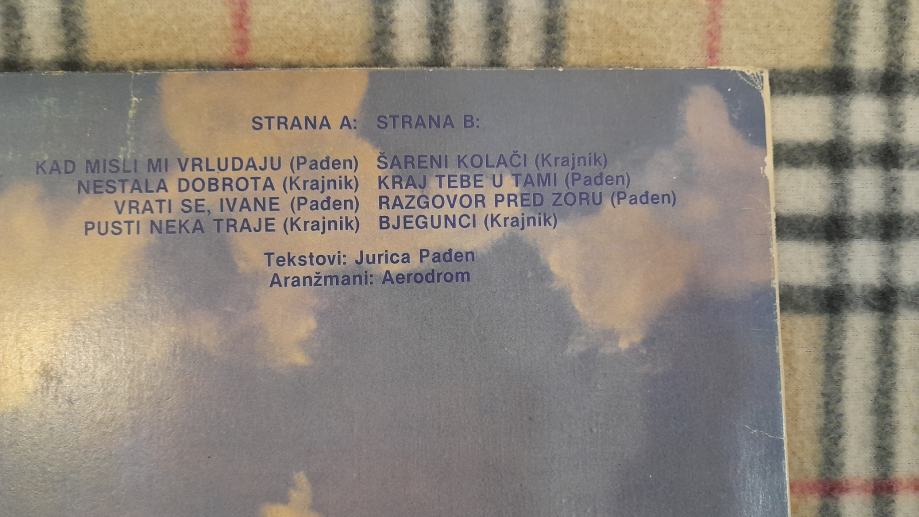 STRANA A: STRANA B:
KAD MISLI MI VRLUDAJU (Pađen) ŠARENI KOLAČI (Krajnik)
NESTALA DOBROTA (Krajnik) KRAJ TEBE U TAMI (Pađen)
VRATI SE, IVANE (Pađen) RAZGOVOR PRED ZORU (Pađen)
PUSTI NEKA TRAJE (Krajnik) BJEGUNCI (Krajnik)
Tekstovi: Jurica Pađen
Aranžmani: Aerodrom